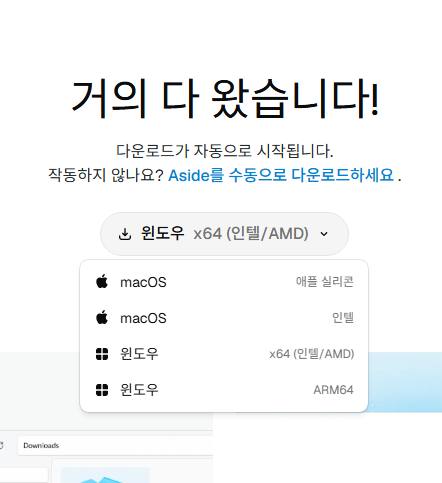 거의 다 왔습니다!
다운로드가 자동으로 시작됩니다.
작동하지 않나요? Aside를 수동으로 다운로드하세요 .
윈도우 x64 (인텔/AMD)
macOS 애플 실리콘
macOS 인텔
윈도우 x64 (인텔/AMD)
윈도우 ARM64
Downloads